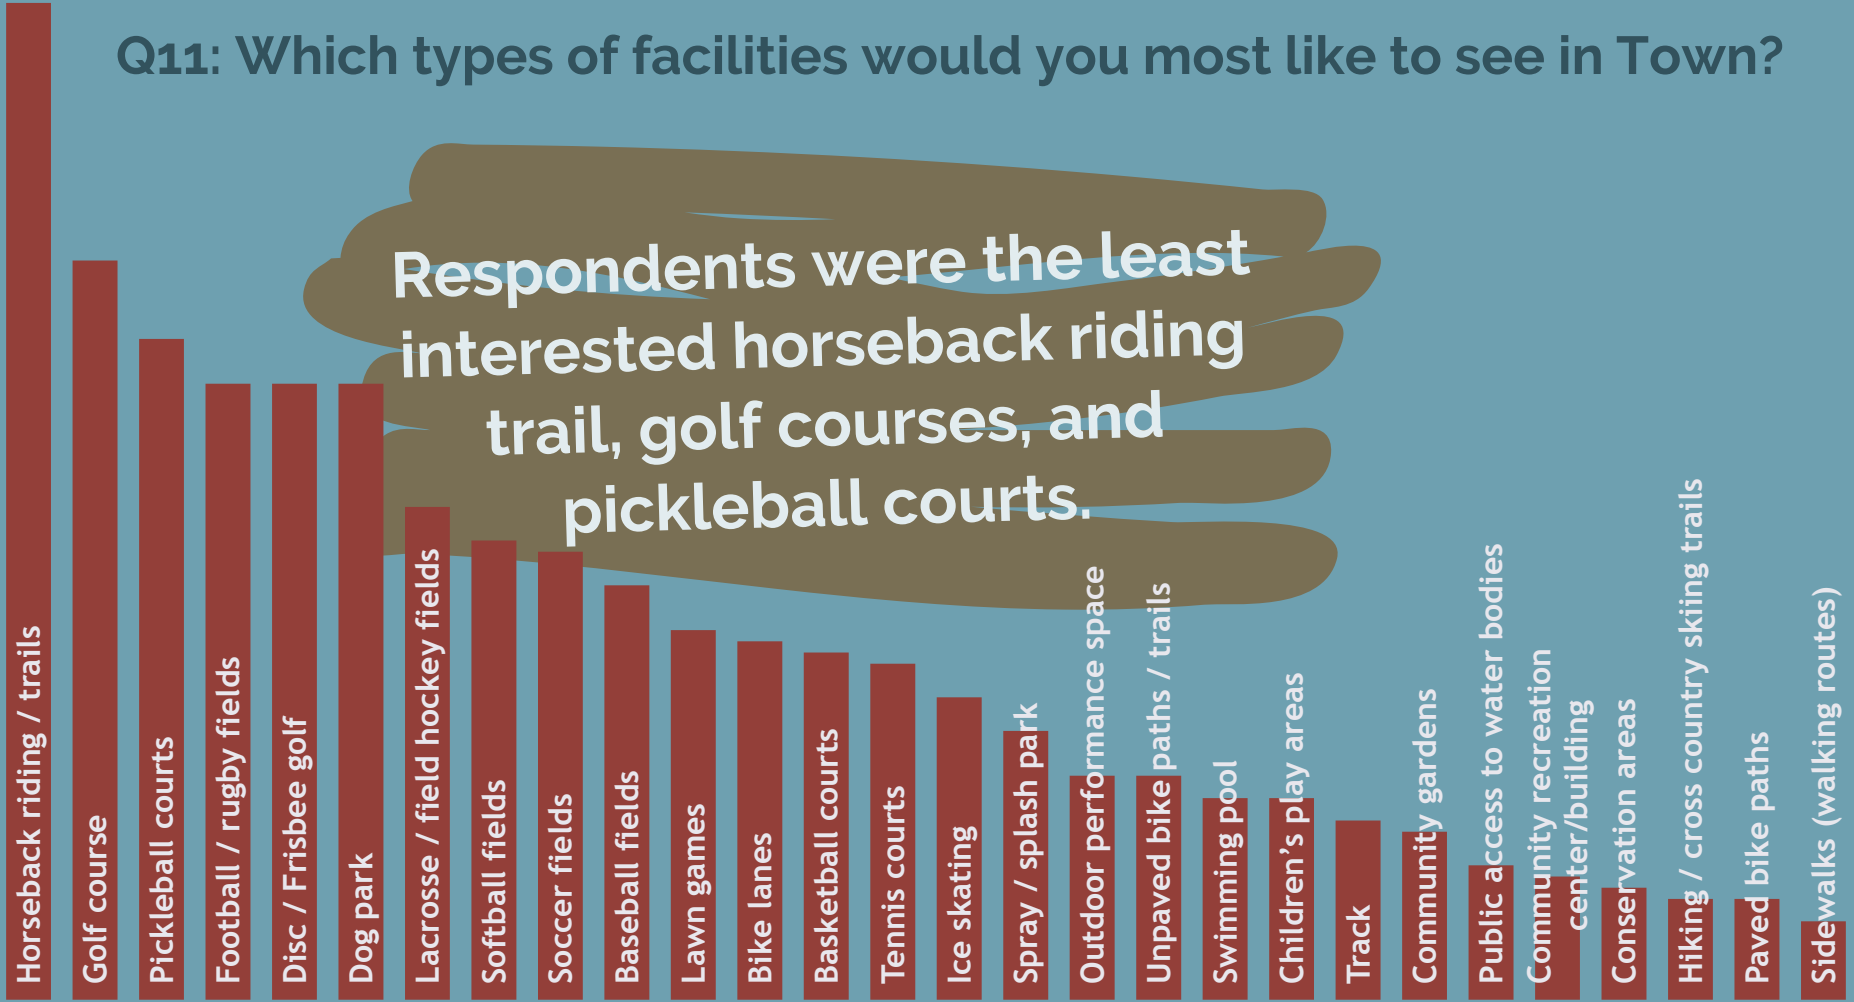 Q11: Which types of facilities would you most like to see in Town?
Respondents were the least
interested horseback riding
trail, golf courses, and
pickleball courts.
Horseback riding / trails
Golf course
Pickleball courts
Football / rugby fields
Disc / Frisbee golf
Dog park
Lacrosse / field hockey fields
Softball fields
Soccer fields
Baseball fields
Lawn games
Bike lanes
Basketball courts
Tennis courts
Ice skating
Spray / splash park
Outdoor performance space
Unpaved bike paths / trails
Swimming pool
Children’s play areas
Track
Community gardens
Public access to water bodies
Community recreation
center/building
Conservation areas
Hiking / cross country skiing trails
Paved bike paths
Sidewalks (walking routes)